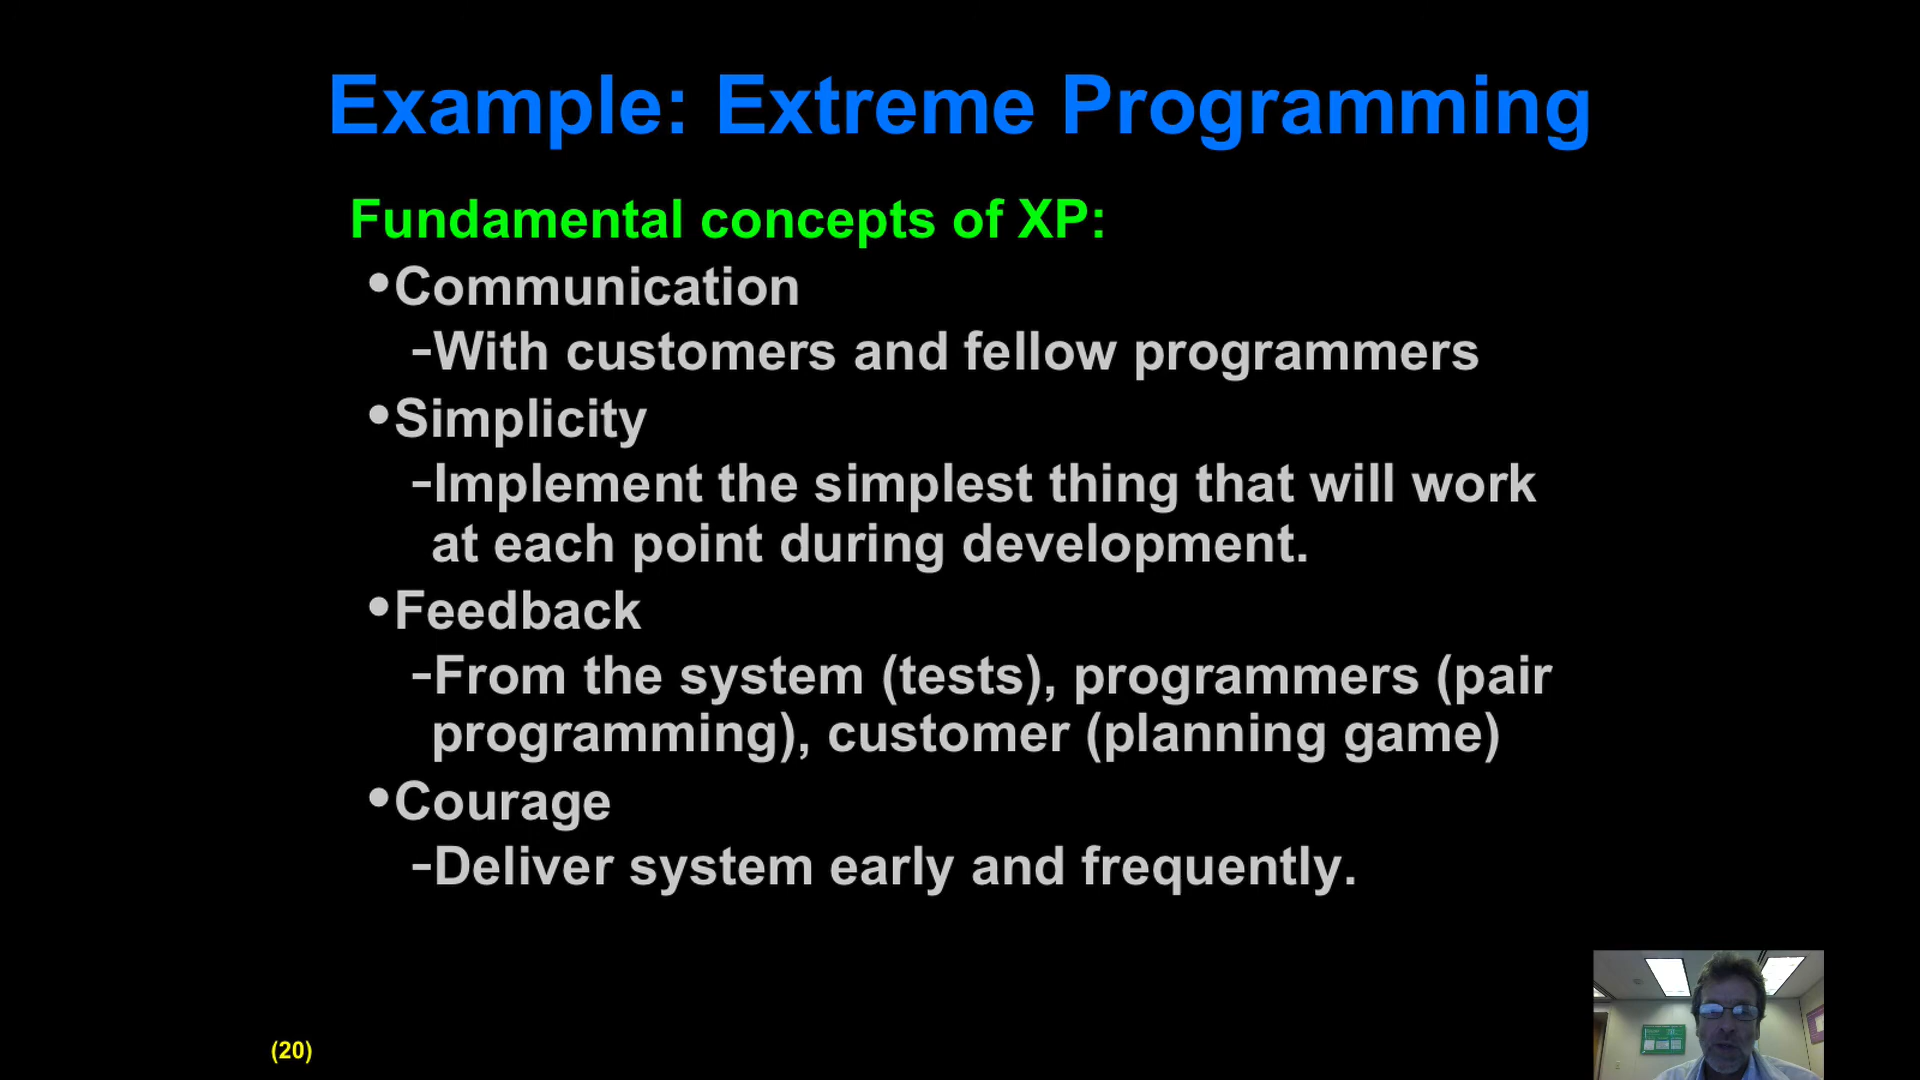 Example: Extreme Programming
Fundamental concepts of XP:
•Communication
-With customers and fellow programmers
•Simplicity
-Implement the simplest thing that will work
at each point during development.
•Feedback
-From the system (tests), programmers (pair
programming), customer (planning game)
•Courage
-Deliver system early and frequently.
(20)